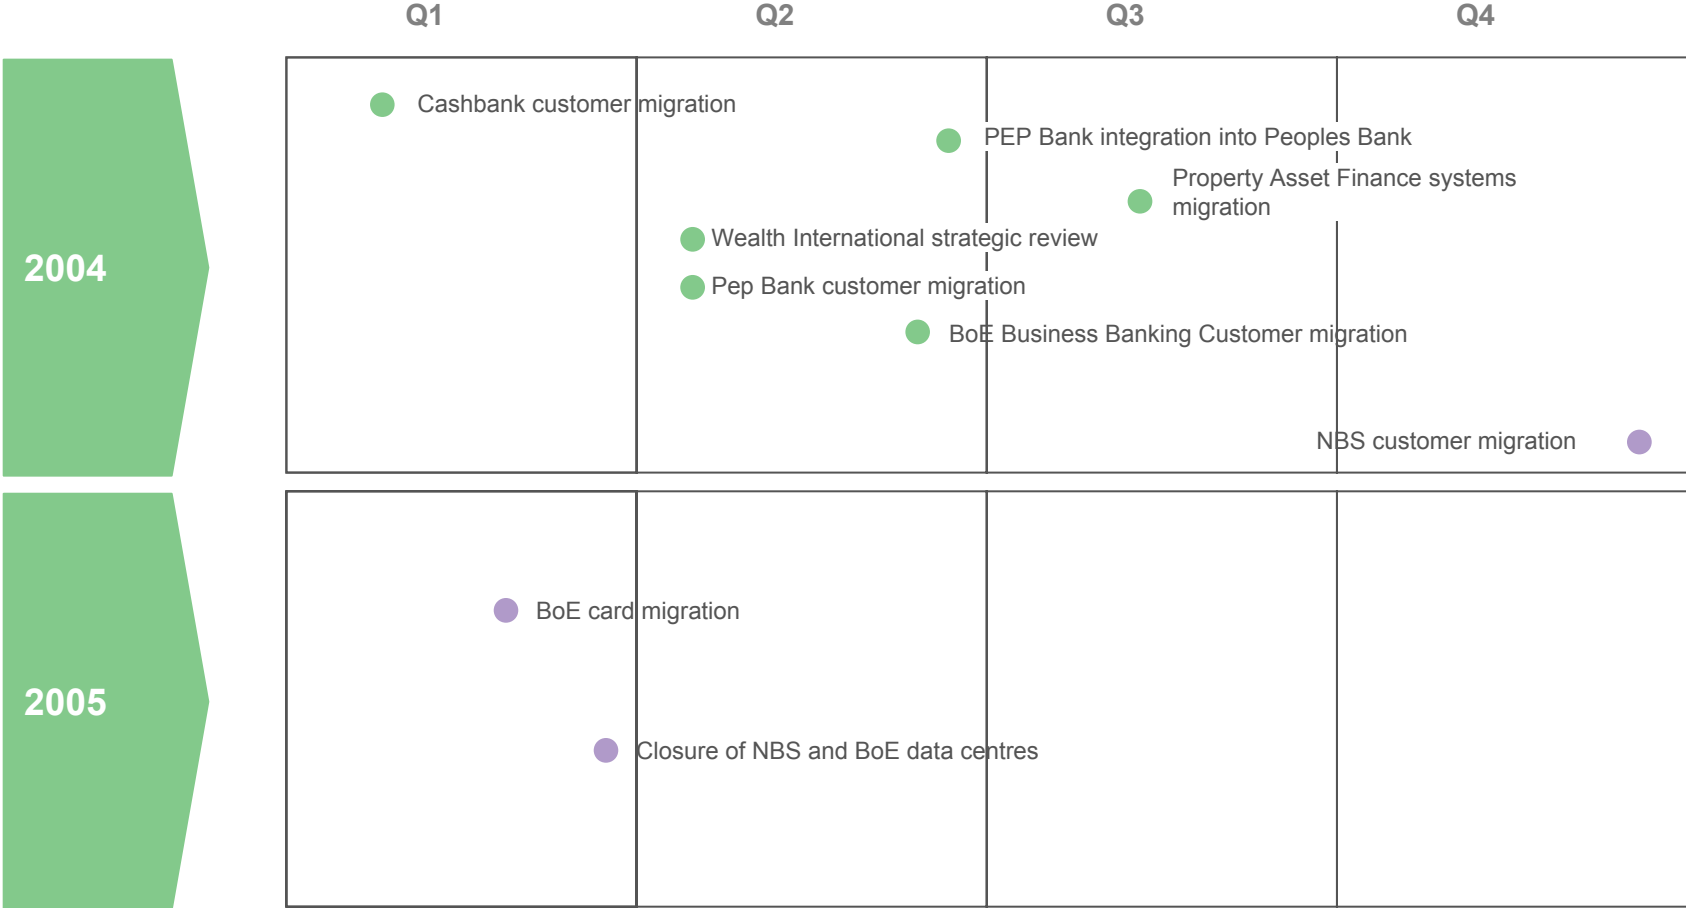 Q1
Q2
Q3
Q4
2004
Cashbank customer migration
PEP Bank integration into Peoples Bank
Property Asset Finance systems
migration
Wealth International strategic review
Pep Bank customer migration
BoE Business Banking Customer migration
NBS customer migration
2005
BoE card migration
Closure of NBS and BoE data centres